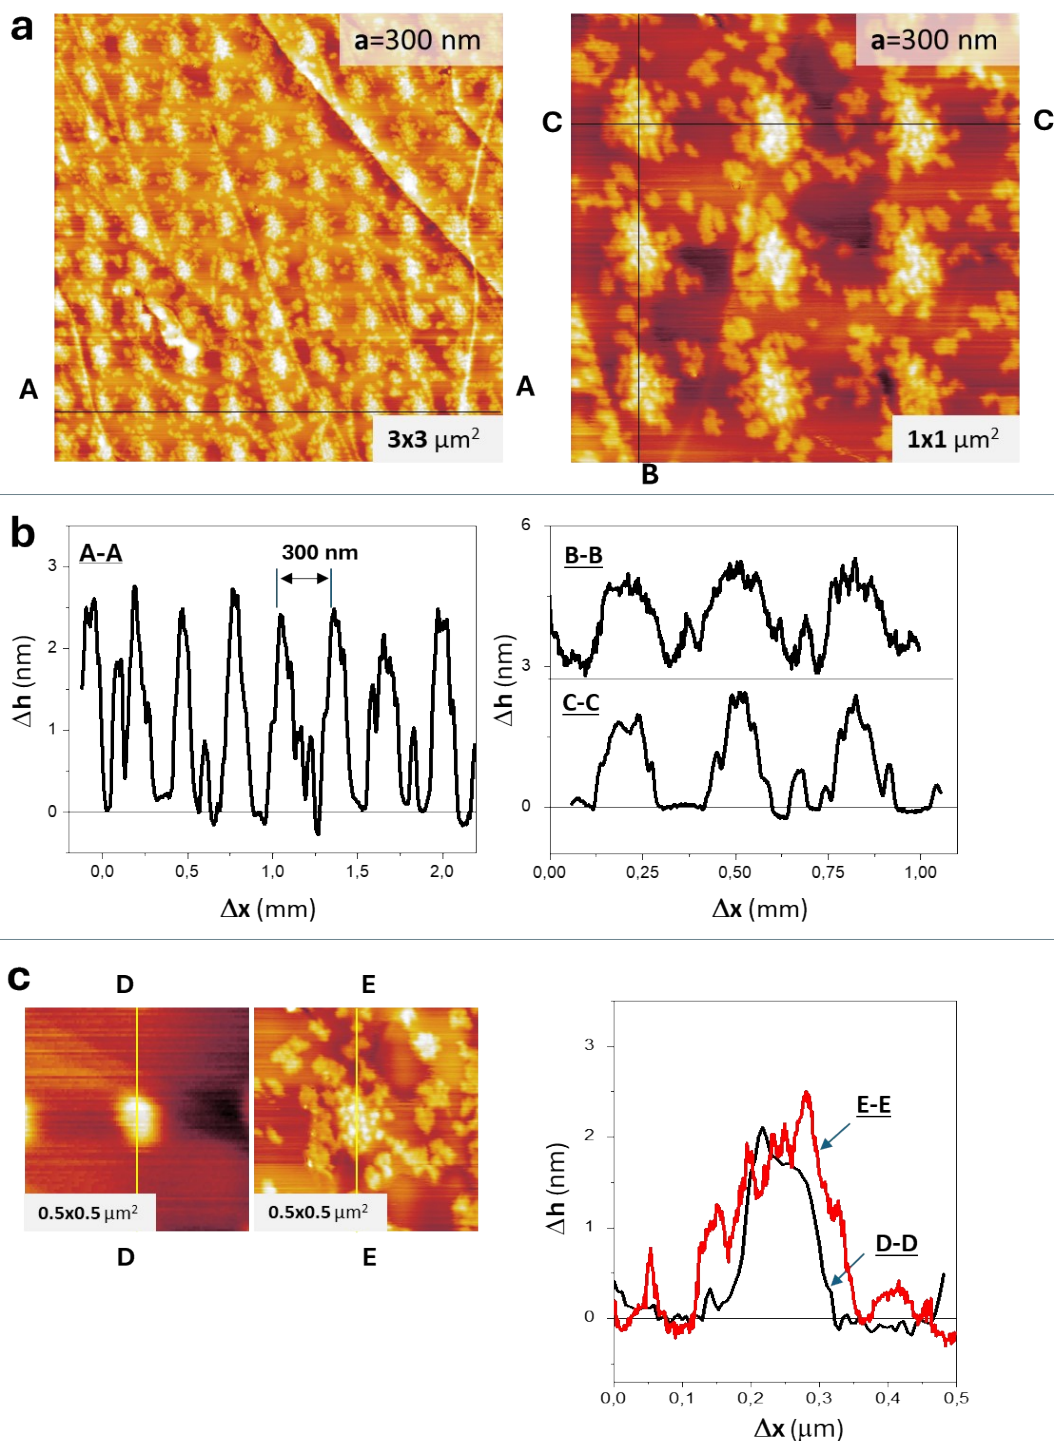 a
a=300 nm
a=300 nm
C
C
A
A
3x3 μm²
1x1 μm²
B
b
A-A
300 nm
3
2
1
0
Δh (nm)
0,0
0,5
1,0
1,5
2,0
Δx (mm)
6
3
0
B-B
C-C
Δh (nm)
0,00
0,25
0,50
0,75
1,00
Δx (mm)
c
D
E
0.5x0.5 μm²
0.5x0.5 μm²
D
E
3
2
1
0
E-E
D-D
Δh (nm)
0,0
0,1
0,2
0,3
0,4
0,5
Δx (μm)